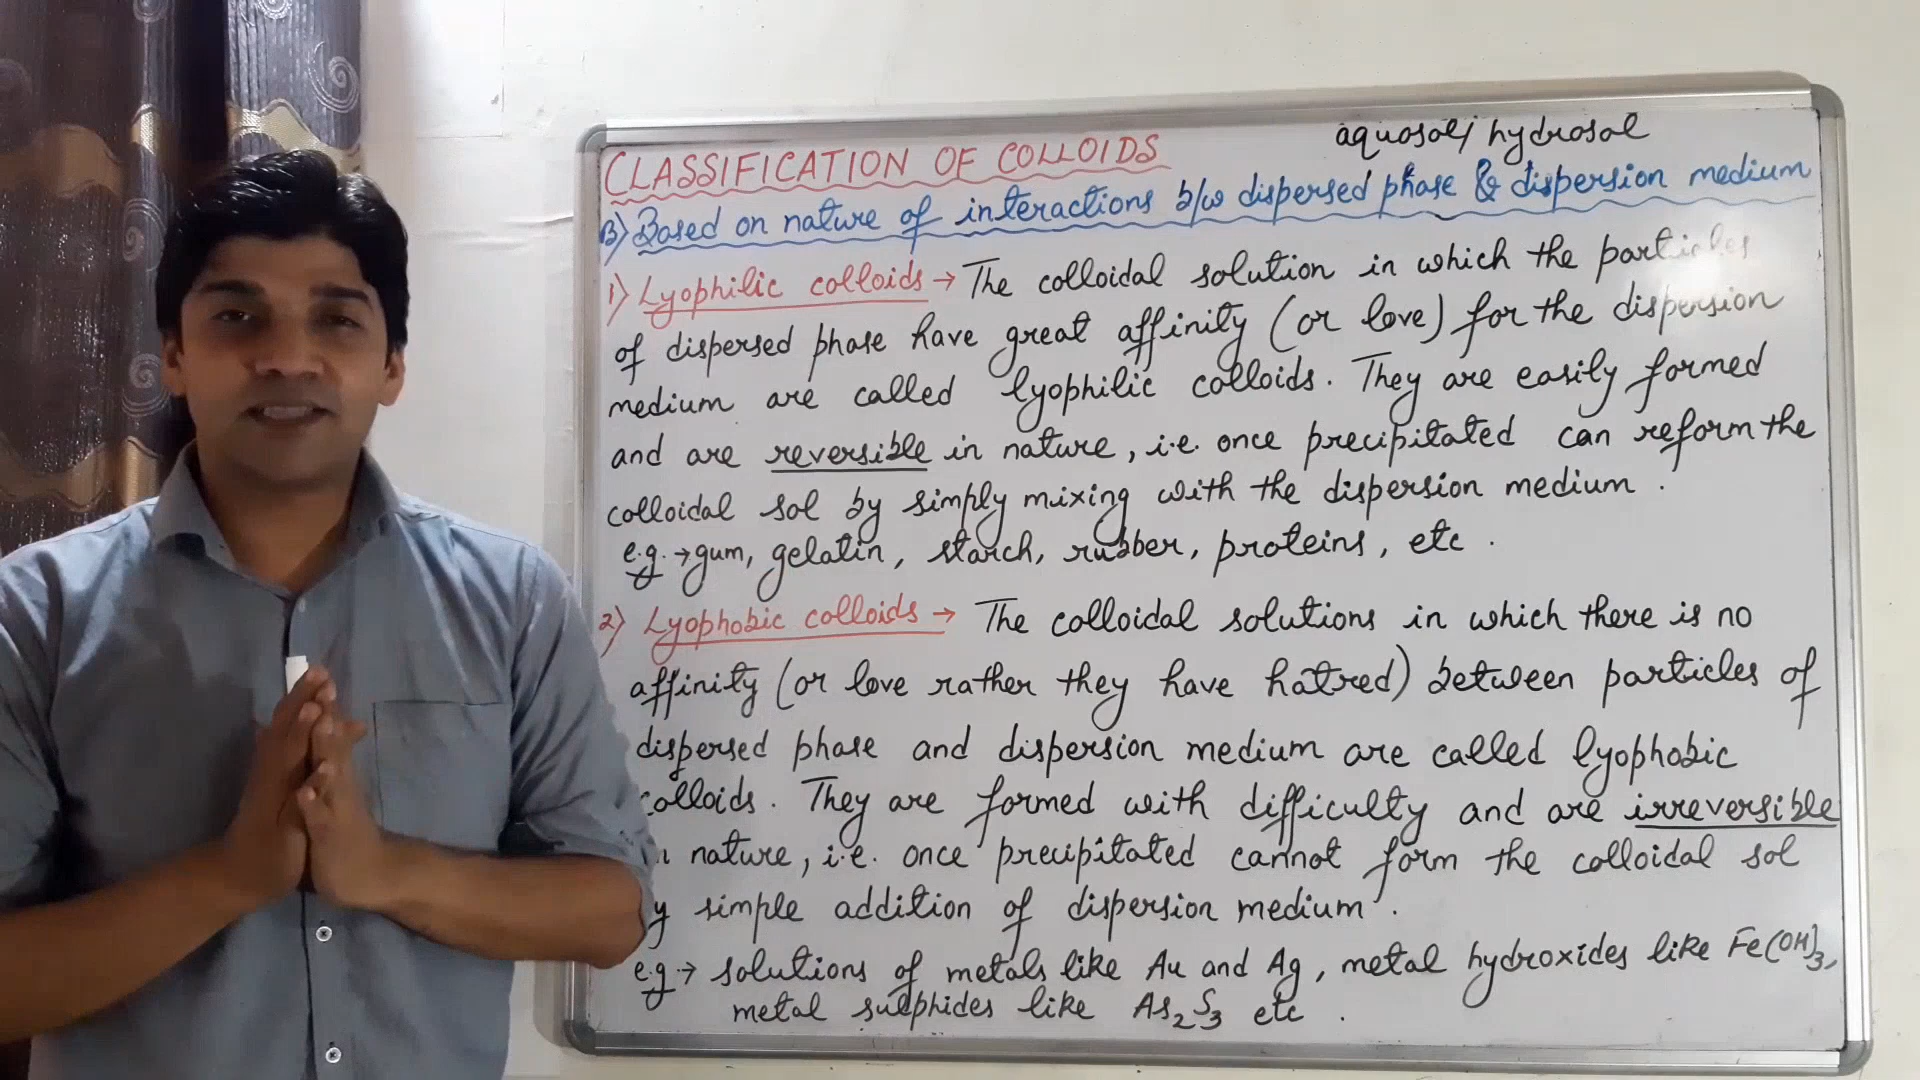 aquosol/hydrosol
CLASSIFICATION OF COLLOIDS
B) Based on nature of interactions b/w dispersed phase & dispersion medium
1) Lyophilic colloids → The colloidal solution in which the particles
of dispersed phase have great affinity (or love) for the dispersion
medium are called lyophilic colloids. They are easily formed
and are reversible in nature, i.e. once precipitated can reform the
colloidal sol by simply mixing with the dispersion medium.
e.g. → gum, gelatin, starch, rubber, proteins, etc.
2) Lyophobic colloids → The colloidal solutions in which there is no
affinity (or love rather they have hatred) between particles of
dispersed phase and dispersion medium are called lyophobic
colloids. They are formed with difficulty and are irreversible
nature, i.e. once precipitated cannot form the colloidal sol
simple addition of dispersion medium.
e.g → solutions of metals like Au and Ag, metal hydroxides like Fe(OH)3,
metal sulphides like As2S3 etc.